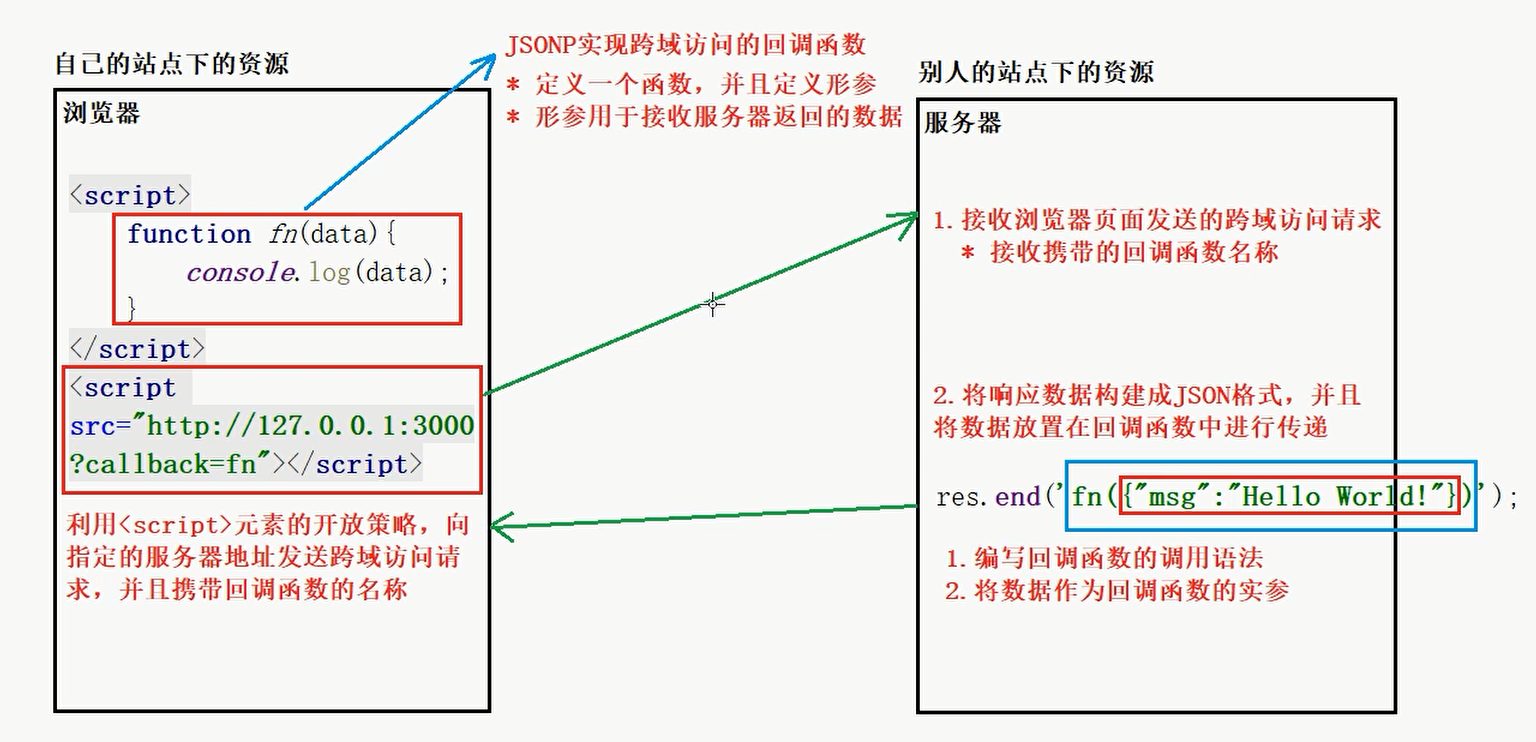 自己的站点下的资源
浏览器
<script>
function fn(data){
console.log(data);
}
</script>
<script
src="http://127.0.0.1:3000
?callback=fn"></script>
利用<script>元素的开放策略，向
指定的服务器地址发送跨域访问请
求，并且携带回调函数的名称
JSONP实现跨域访问的回调函数
* 定义一个函数，并且定义形参
* 形参用于接收服务器返回的数据
别人的站点下的资源
服务器
1.接收浏览器页面发送的跨域访问请求
* 接收携带的回调函数名称
2.将响应数据构建成JSON格式，并且
将数据放置在回调函数中进行传递
res.end('fn({"msg":"Hello World!"})');
1.编写回调函数的调用语法
2.将数据作为回调函数的实参